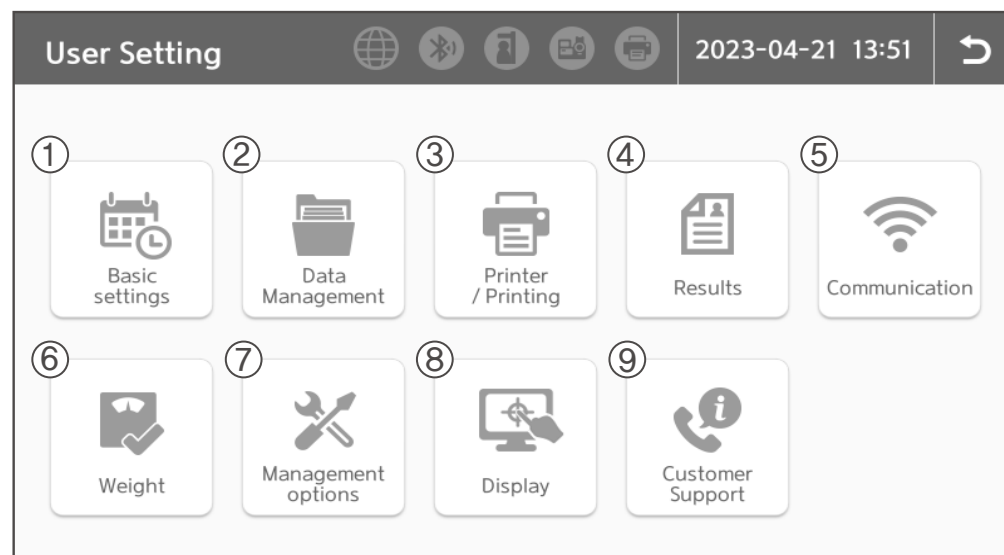 User Setting
2023-04-21 13:51
① ② ③ ④ ⑤
Basic
settings
Data
Management
Printer
/ Printing
Results
Communication
⑥ ⑦ ⑧ ⑨
Weight
Management
options
Display
Customer
Support